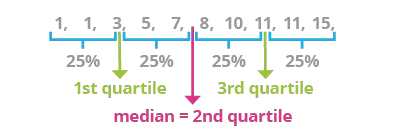 1, 1, 3, 5, 7, 8, 10, 11, 11, 15,
25% 25% 25% 25%
1st quartile 3rd quartile
median = 2nd quartile